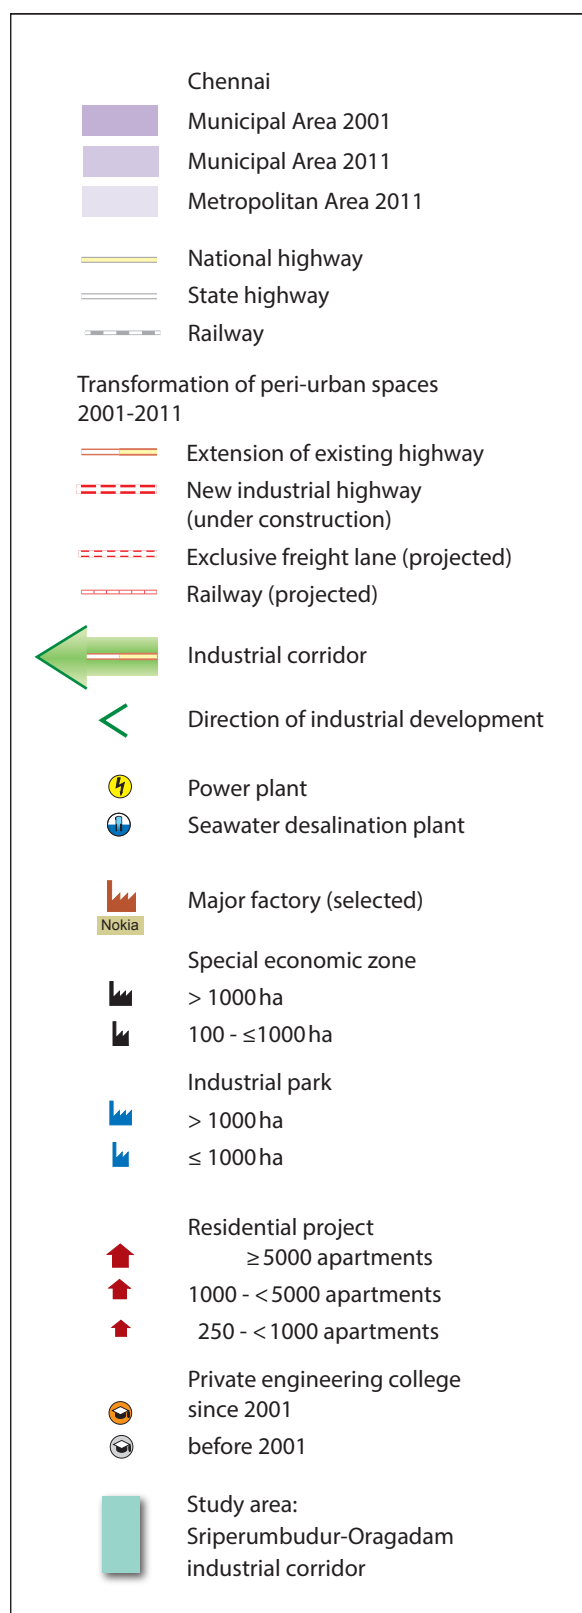 Chennai
Municipal Area 2001
Municipal Area 2011
Metropolitan Area 2011
National highway
State highway
Railway
Transformation of peri-urban spaces
2001-2011
Extension of existing highway
New industrial highway
(under construction)
Exclusive freight lane (projected)
Railway (projected)
Industrial corridor
Direction of industrial development
Power plant
Seawater desalination plant
Major factory (selected)
Nokia
Special economic zone
> 1000 ha
100 - ≤1000 ha
Industrial park
> 1000 ha
≤ 1000 ha
Residential project
≥ 5000 apartments
1000 - < 5000 apartments
250 - < 1000 apartments
Private engineering college
since 2001
before 2001
Study area:
Sriperumbudur-Oragadam
industrial corridor